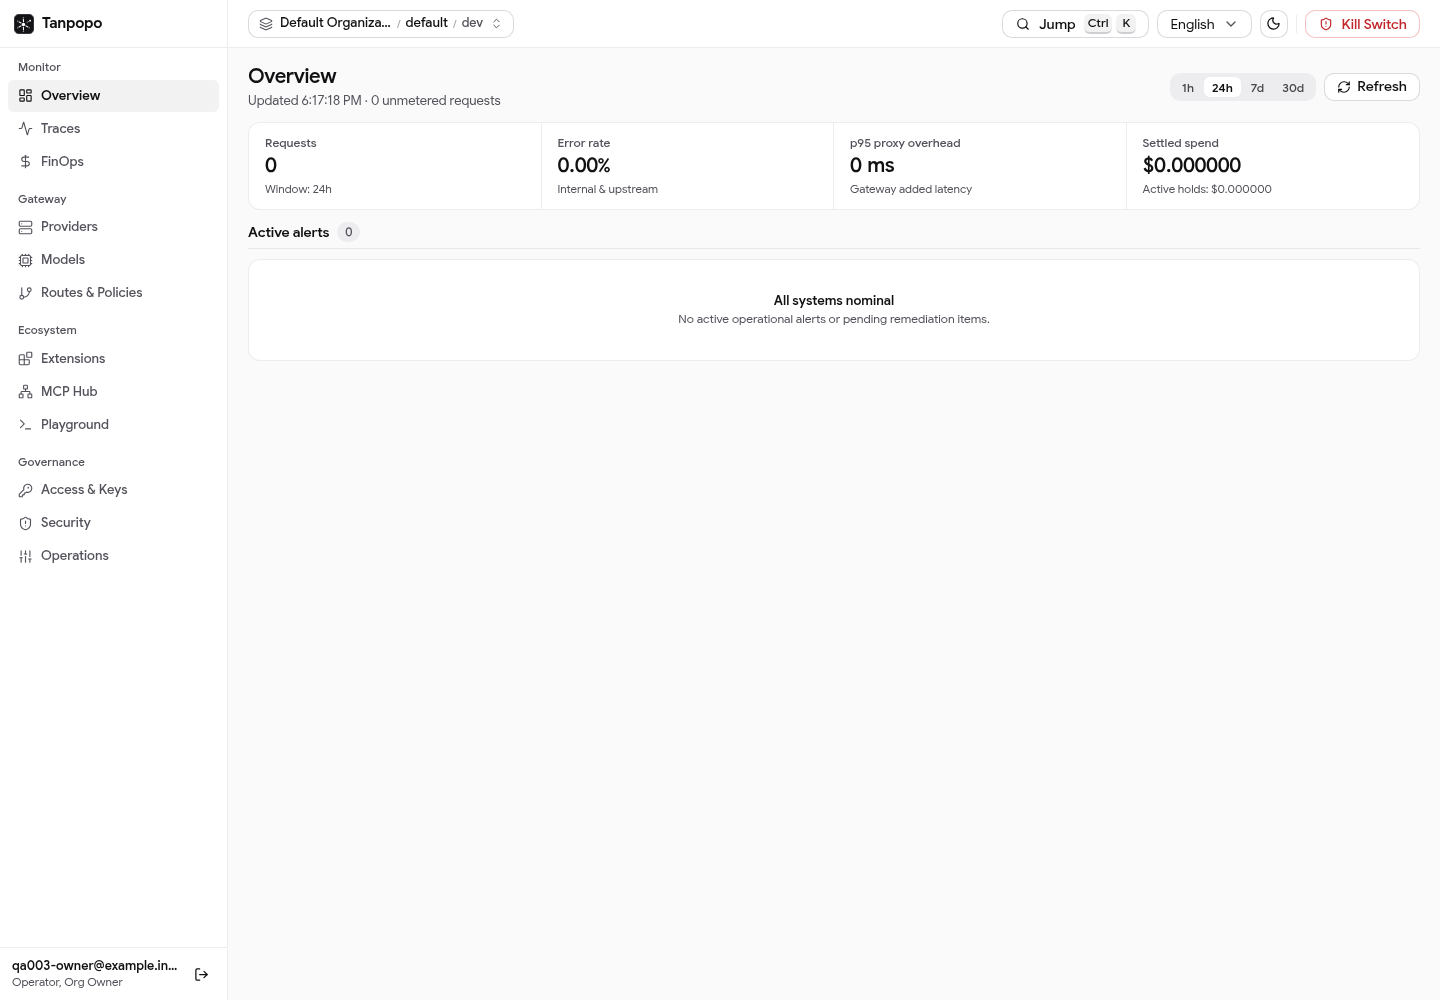 Tanpopo
Default Organiza... / default / dev
Jump Ctrl K
English
Kill Switch
Monitor
Overview
Traces
FinOps
Gateway
Providers
Models
Routes & Policies
Ecosystem
Extensions
MCP Hub
Playground
Governance
Access & Keys
Security
Operations
qa003-owner@example.in...
Operator, Org Owner
Overview
Updated 6:17:18 PM · 0 unmetered requests
1h 24h 7d 30d
Refresh
Requests
0
Window: 24h
Error rate
0.00%
Internal & upstream
p95 proxy overhead
0 ms
Gateway added latency
Settled spend
$0.000000
Active holds: $0.000000
Active alerts 0
All systems nominal
No active operational alerts or pending remediation items.